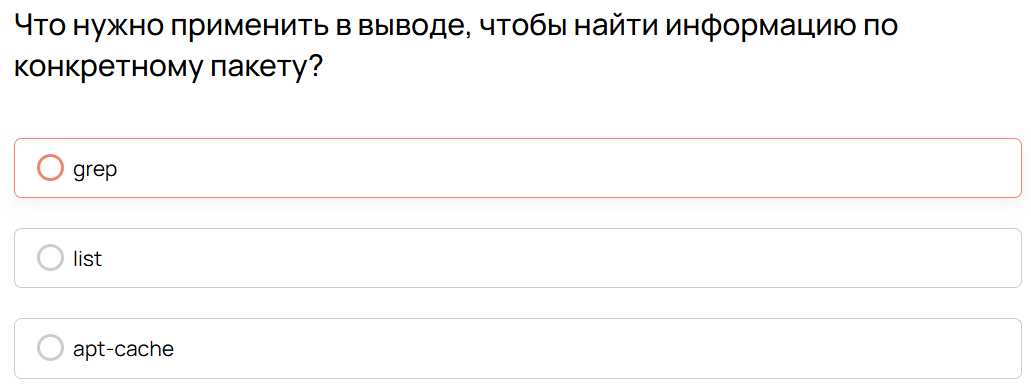 Что нужно применить в выводе, чтобы найти информацию по
конкретному пакету?
grep
list
apt-cache